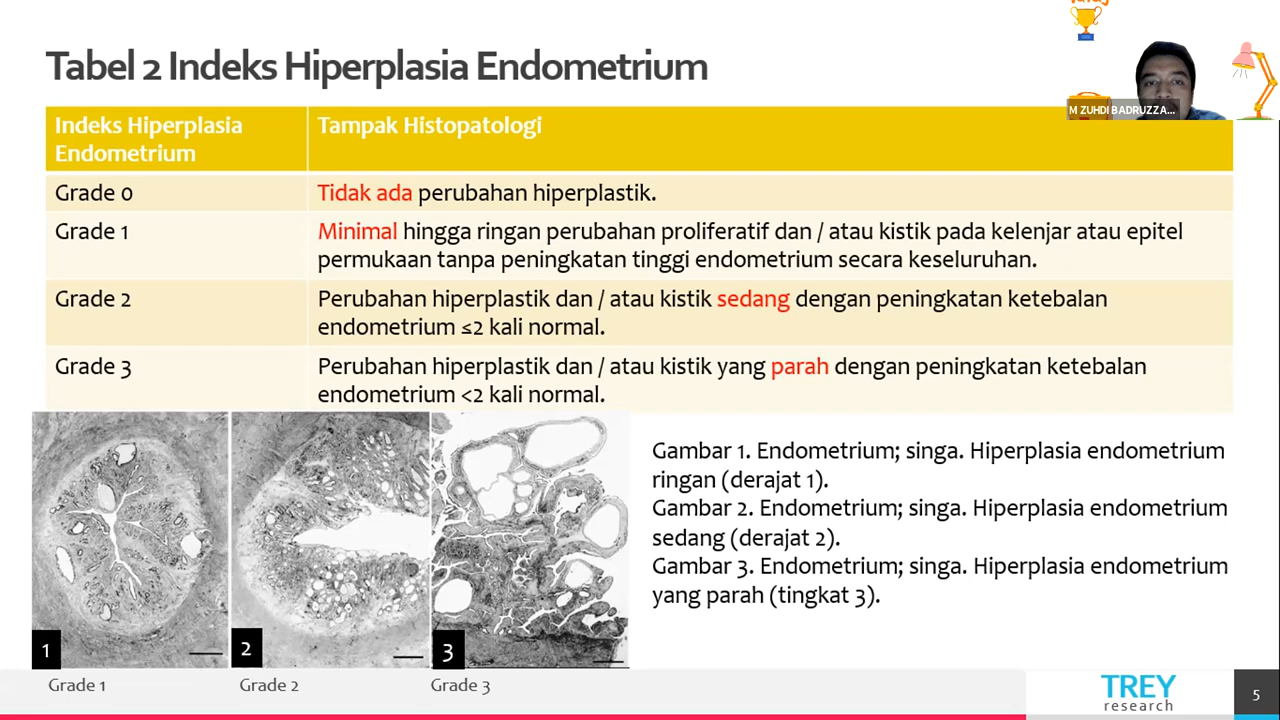 Tabel 2 Indeks Hiperplasia Endometrium
M ZUHDI BADRUZZA...
Indeks Hiperplasia
Endometrium
Tampak Histopatologi
Grade 0
Tidak ada perubahan hiperplastik.
Grade 1
Minimal hingga ringan perubahan proliferatif dan / atau kistik pada kelenjar atau epitel
permukaan tanpa peningkatan tinggi endometrium secara keseluruhan.
Grade 2
Perubahan hiperplastik dan / atau kistik sedang dengan peningkatan ketebalan
endometrium ≤2 kali normal.
Grade 3
Perubahan hiperplastik dan / atau kistik yang parah dengan peningkatan ketebalan
endometrium <2 kali normal.
1
2
3
Gambar 1. Endometrium; singa. Hiperplasia endometrium
ringan (derajat 1).
Gambar 2. Endometrium; singa. Hiperplasia endometrium
sedang (derajat 2).
Gambar 3. Endometrium; singa. Hiperplasia endometrium
yang parah (tingkat 3).
Grade 1
Grade 2
Grade 3
TREY
research
5